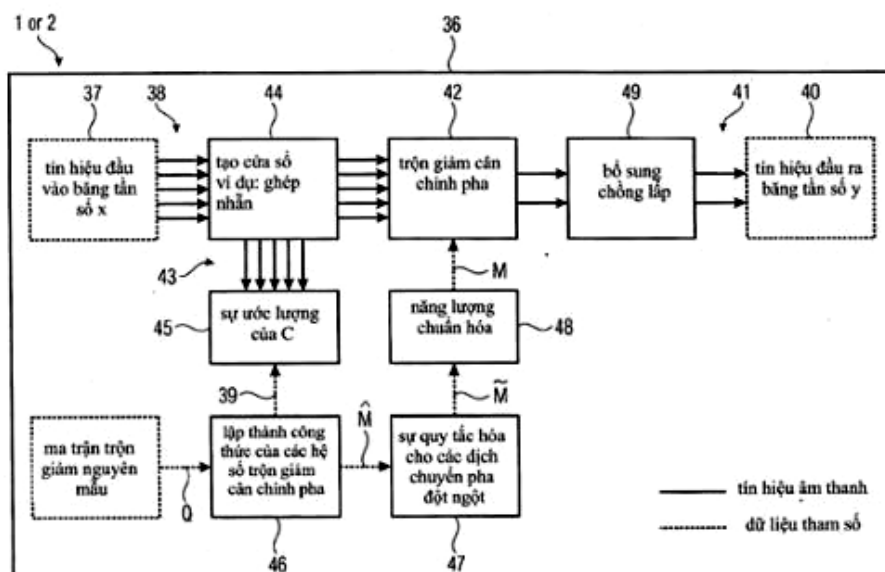 1 or 2
36
37
38
44
42
49
41
40
tín hiệu đầu
vào băng tần
số x
tạo cửa sổ
ví dụ: ghép
nhẵn
trộn giảm cân
chỉnh pha
bổ sung
chồng lấp
tín hiệu đầu ra
băng tần số y
43
M
45
sự ước lượng
của C
năng lượng
chuẩn hóa
48
39
M̃
ma trận trộn
giảm nguyên
mẫu
Q
lập thành công
thức của các hệ
số trộn giảm
cân chỉnh pha
M̂
sự quy tắc hóa
cho các dịch
chuyển pha
đột ngột
46
47
tín hiệu âm thanh
dữ liệu tham số